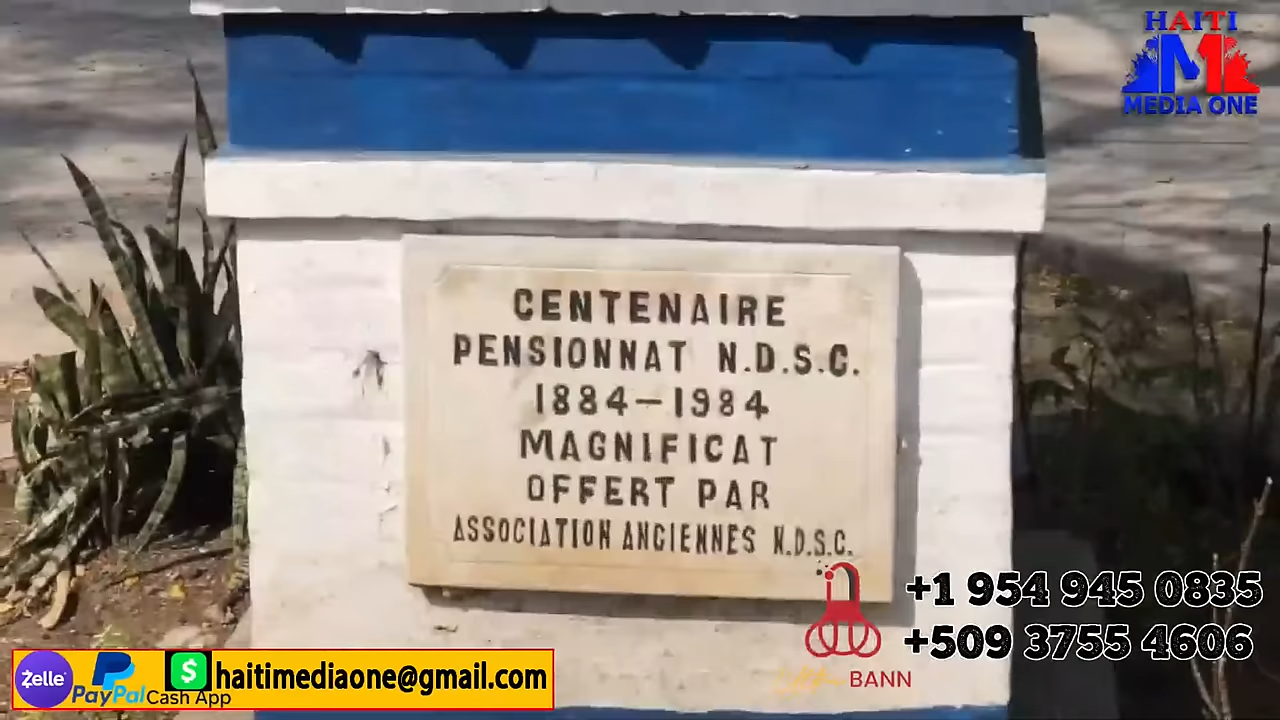 HAITI
MEDIA ONE
CENTENAIRE
PENSIONNAT N.D.S.C.
1884-1984
MAGNIFICAT
OFFERT PAR
ASSOCIATION ANCIENNES N.D.S.C.
+1 954 945 0835
+509 3755 4606
BANN
Zelle
PayPal
$
Cash App
haitimediaone@gmail.com